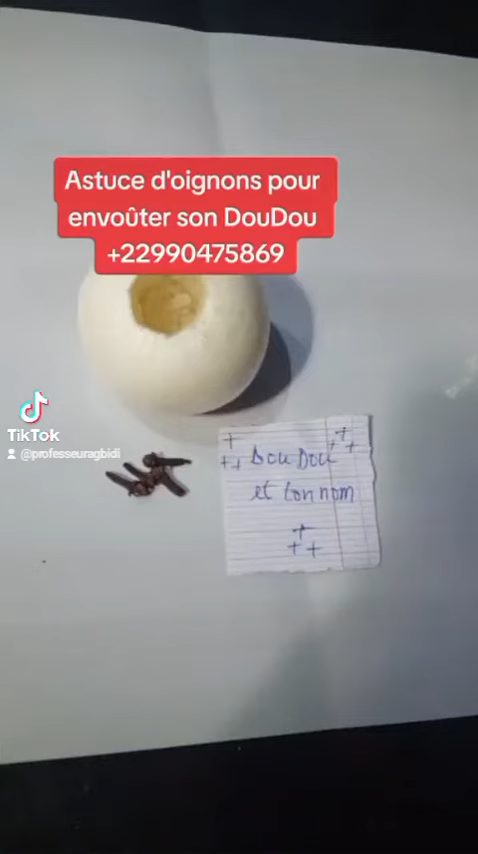 Astuce d'oignons pour
envoûter son DouDou
+22990475869
TikTok
@professeuragbidi
+ +
++ DouDou ++
et ton nom
+
++